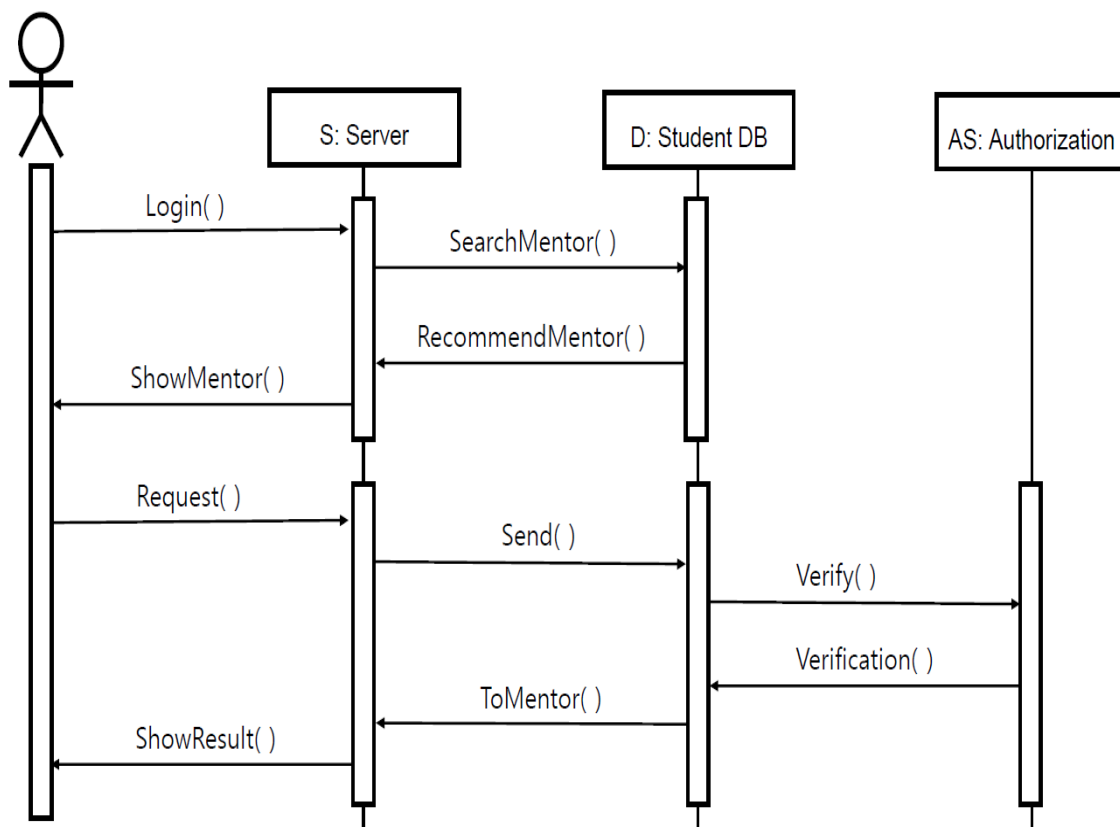 S: Server
D: Student DB
AS: Authorization
Login( )
SearchMentor( )
RecommendMentor( )
ShowMentor( )
Request( )
Send( )
Verify( )
Verification( )
ToMentor( )
ShowResult( )